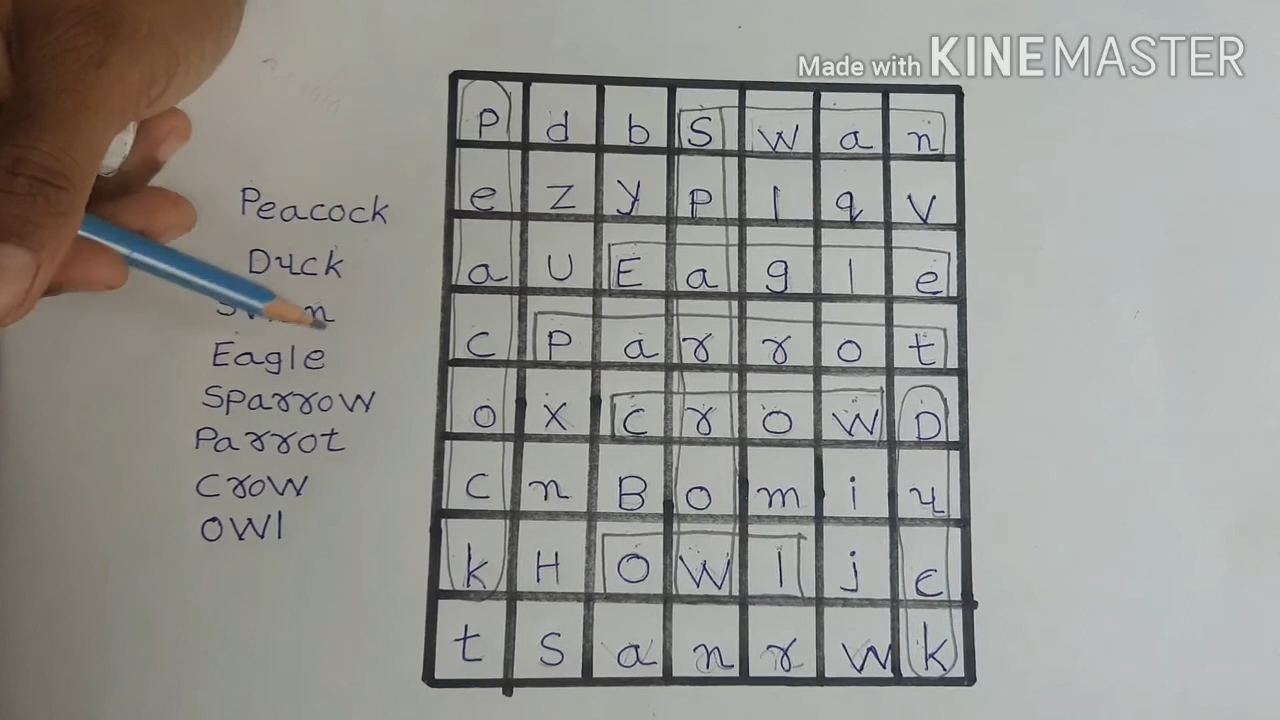 Made with KINEMASTER
Peacock
Duck
Eagle
Sparrow
Parrot
Crow
Owl
P d b S w a n
e z y p l q v
a U E a g l e
c P a r r o t
o x c r o w D
c n B o m i u
k H O W l j c
t S a n r w k